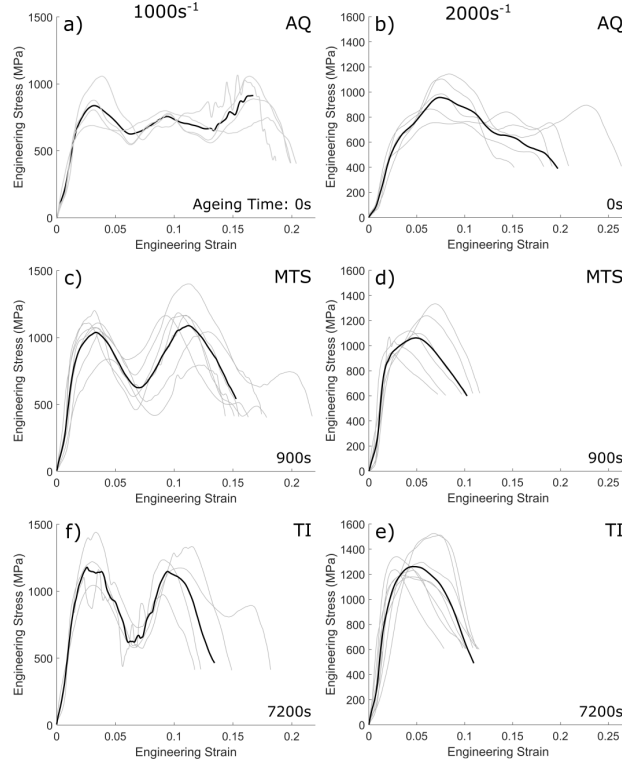 1000s-1
2000s-1
a)
AQ
Engineering Stress (MPa)
1500
1000
500
0
0
0.05
0.1
0.15
0.2
Engineering Strain
Ageing Time: 0s
b)
AQ
Engineering Stress (MPa)
1600
1400
1200
1000
800
600
400
200
0
0
0.05
0.1
0.15
0.2
0.25
Engineering Strain
0s
c)
MTS
Engineering Stress (MPa)
1500
1000
500
0
0
0.05
0.1
0.15
0.2
Engineering Strain
900s
d)
MTS
Engineering Stress (MPa)
1600
1400
1200
1000
800
600
400
200
0
0
0.05
0.1
0.15
0.2
0.25
Engineering Strain
900s
f)
TI
Engineering Stress (MPa)
1500
1000
500
0
0
0.05
0.1
0.15
0.2
Engineering Strain
7200s
e)
TI
Engineering Stress (MPa)
1600
1400
1200
1000
800
600
400
200
0
0
0.05
0.1
0.15
0.2
0.25
Engineering Strain
7200s